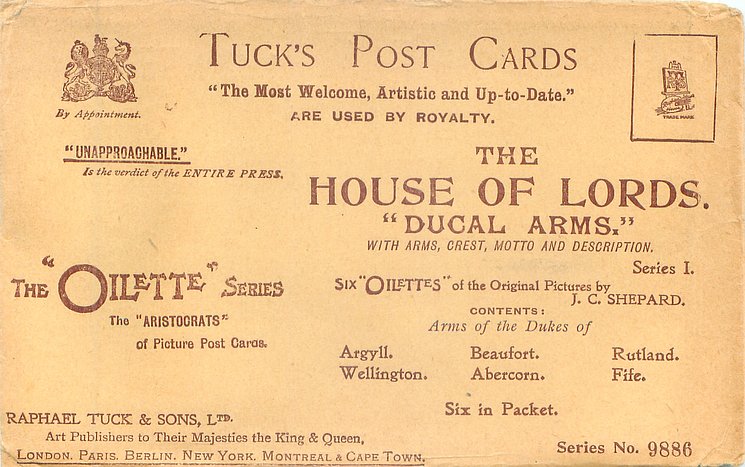 TUCK'S POST CARDS
"The Most Welcome, Artistic and Up-to-Date."
ARE USED BY ROYALTY.
By Appointment.
TRADE MARK
"UNAPPROACHABLE."
Is the verdict of the ENTIRE PRESS.
THE
HOUSE OF LORDS.
"DUCAL ARMS."
WITH ARMS, CREST, MOTTO AND DESCRIPTION.
Series I.
THE "OILETTE" SERIES
The "ARISTOCRATS"
of Picture Post Cards.
SIX "OILETTES" of the Original Pictures by
J. C. SHEPARD.
CONTENTS:
Arms of the Dukes of
Argyll. Beaufort. Rutland.
Wellington. Abercorn. Fife.
Six in Packet.
RAPHAEL TUCK & SONS, LTD.
Art Publishers to Their Majesties the King & Queen,
LONDON. PARIS. BERLIN. NEW YORK. MONTREAL & CAPE TOWN.
Series No. 9886